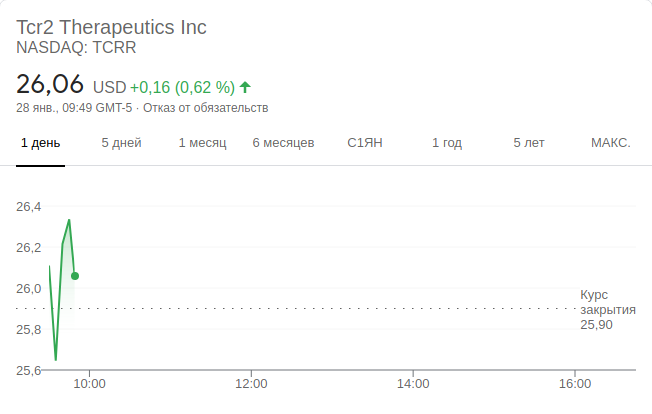 Tcr2 Therapeutics Inc
NASDAQ: TCRR
26,06 USD +0,16 (0,62 %)
28 янв., 09:49 GMT-5 · Отказ от обязательств
1 день 5 дней 1 месяц 6 месяцев С1ЯН 1 год 5 лет МАКС.
26,4
26,2
26,0
25,8
25,6
Курс
закрытия
25,90
10:00 12:00 14:00 16:00